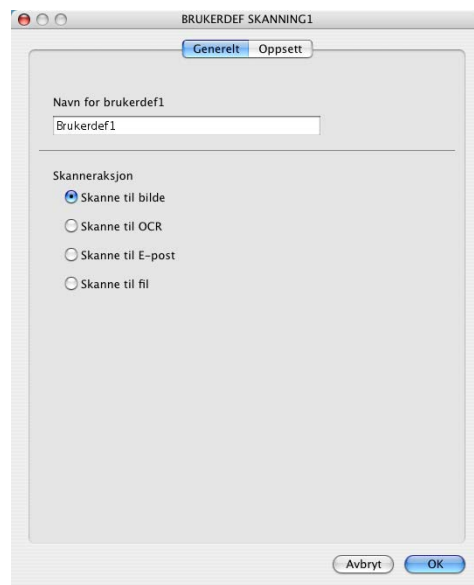 BRUKERDEF SKANNING1
Generelt Oppsett
Navn for brukerdef1
Brukerdef1
Skanneraksjon
Skanne til bilde
Skanne til OCR
Skanne til E-post
Skanne til fil
Avbryt OK